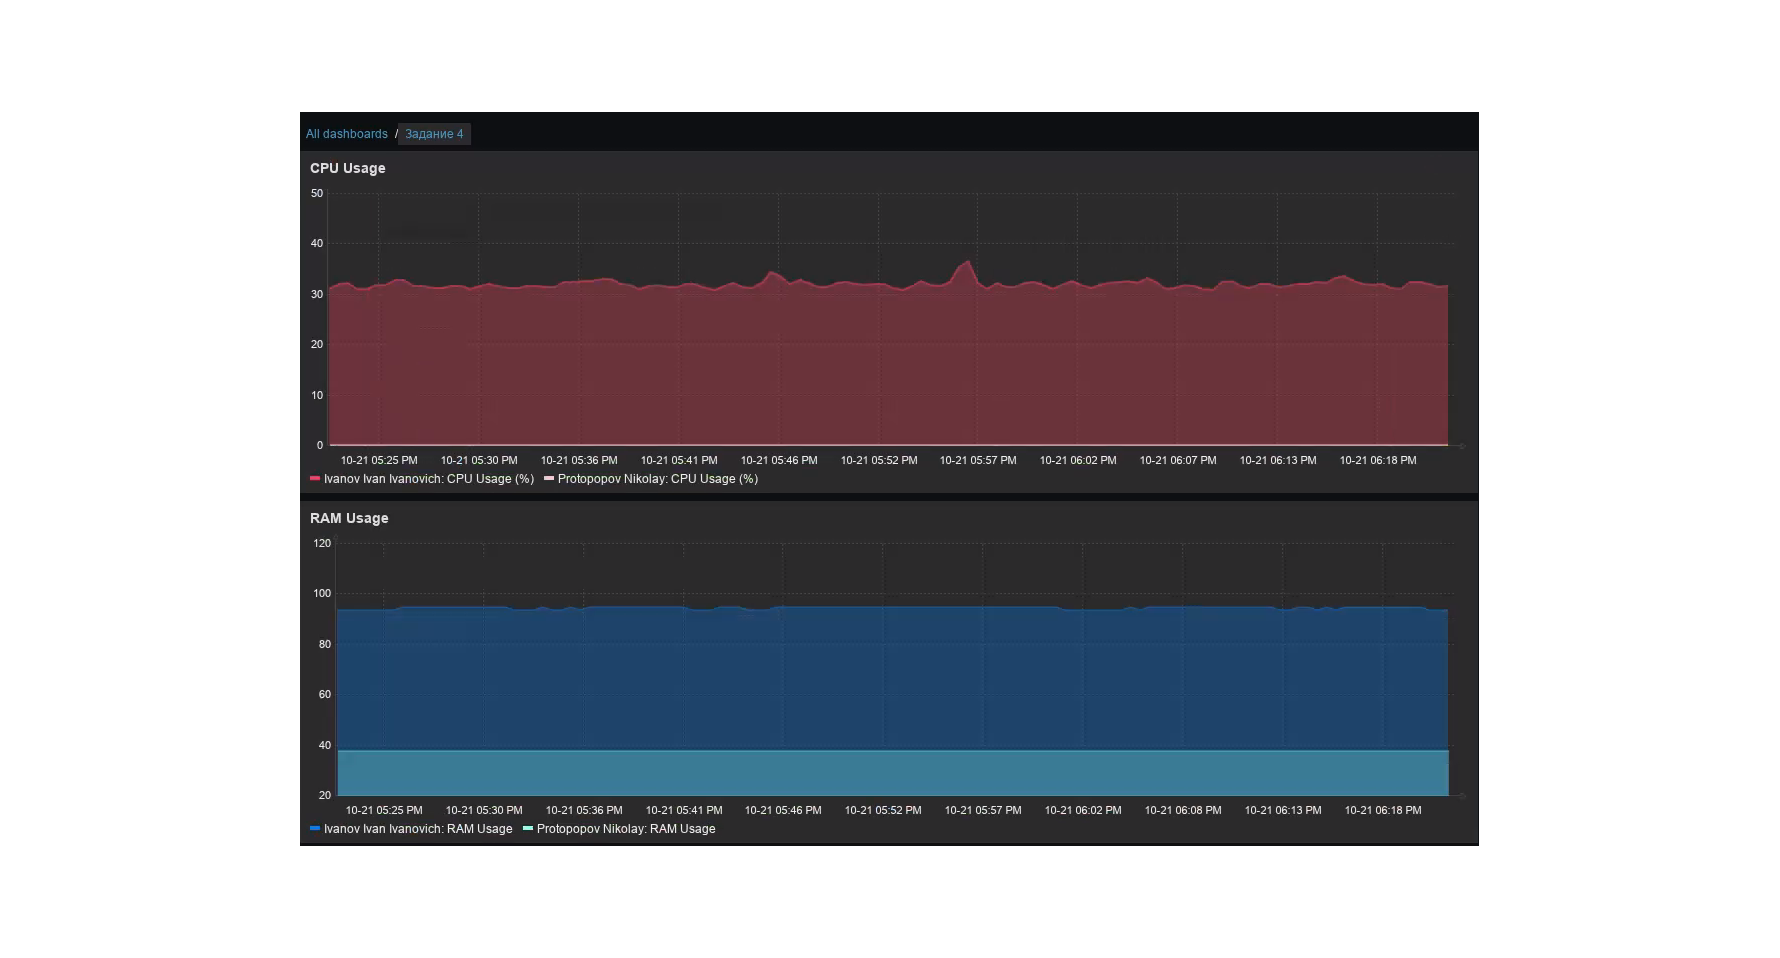 All dashboards / Задание 4
CPU Usage
50
40
30
20
10
0
10-21 05:25 PM 10-21 05:30 PM 10-21 05:36 PM 10-21 05:41 PM 10-21 05:46 PM 10-21 05:52 PM 10-21 05:57 PM 10-21 06:02 PM 10-21 06:07 PM 10-21 06:13 PM 10-21 06:18 PM
Ivanov Ivan Ivanovich: CPU Usage (%) Protopopov Nikolay: CPU Usage (%)
RAM Usage
120
100
80
60
40
20
10-21 05:25 PM 10-21 05:30 PM 10-21 05:36 PM 10-21 05:41 PM 10-21 05:46 PM 10-21 05:52 PM 10-21 05:57 PM 10-21 06:02 PM 10-21 06:08 PM 10-21 06:13 PM 10-21 06:18 PM
Ivanov Ivan Ivanovich: RAM Usage Protopopov Nikolay: RAM Usage